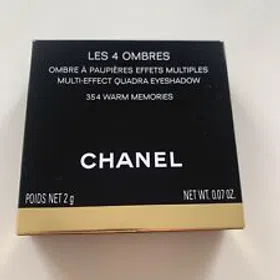 LES 4 OMBRES
OMBRE À PAUPIÈRES EFFETS MULTIPLES
MULTI-EFFECT QUADRA EYESHADOW
354 WARM MEMORIES
CHANEL
POIDS NET 2 g NET WT. 0.07 OZ.